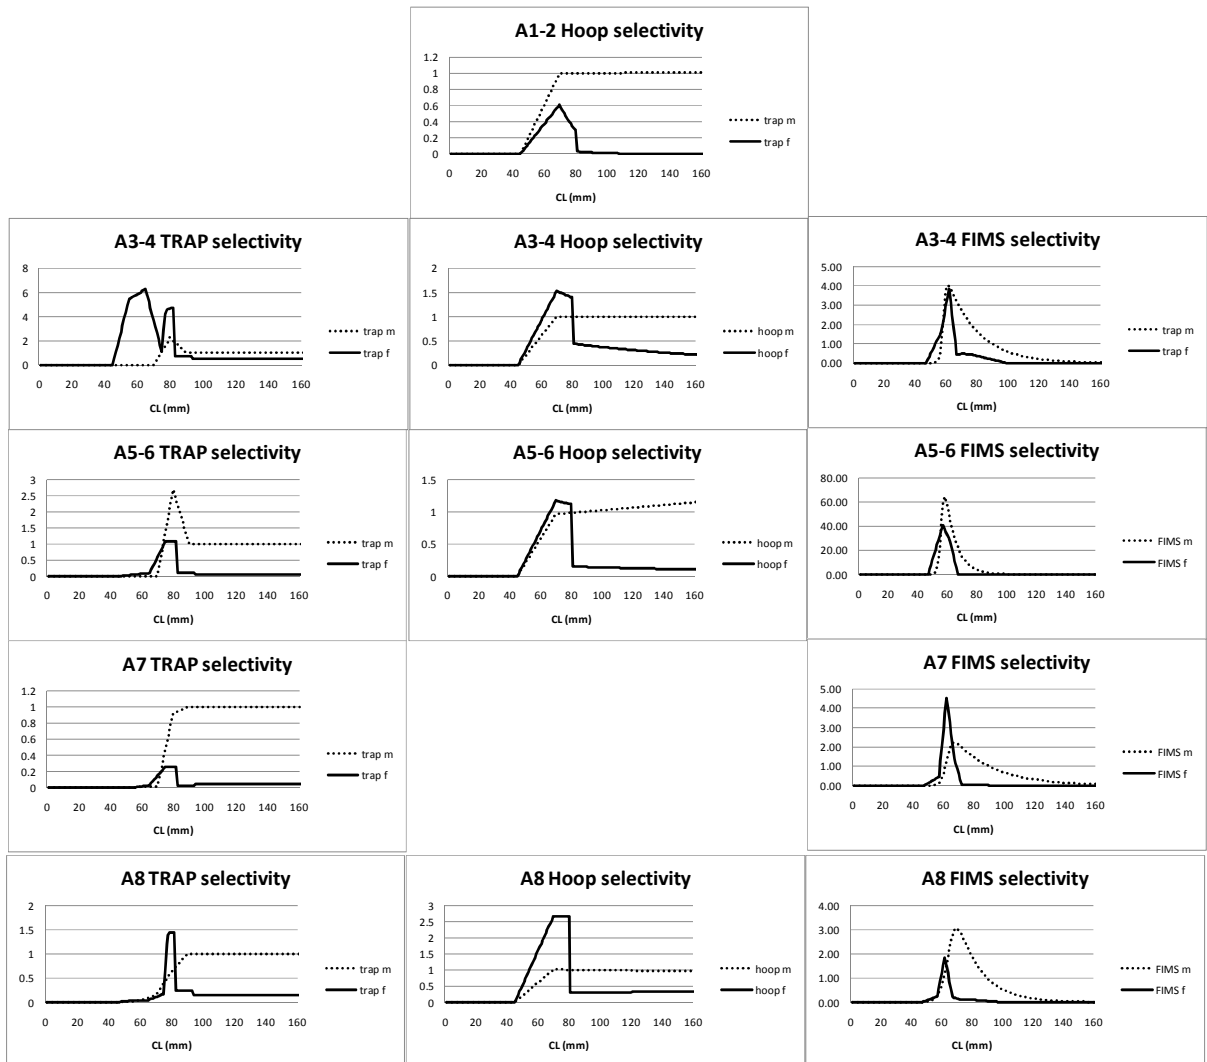 A1-2 Hoop selectivity
1.2
1
0.8
0.6
0.4
0.2
0
trap m
trap f
0 20 40 60 80 100 120 140 160
CL (mm)
A3-4 TRAP selectivity
8
6
4
2
0
trap m
trap f
0 20 40 60 80 100 120 140 160
CL (mm)
A3-4 Hoop selectivity
2
1.5
1
0.5
0
hoop m
hoop f
0 20 40 60 80 100 120 140 160
CL (mm)
A3-4 FIMS selectivity
5.00
4.00
3.00
2.00
1.00
0.00
trap m
trap f
0 20 40 60 80 100 120 140 160
CL (mm)
A5-6 TRAP selectivity
3
2.5
2
1.5
1
0.5
0
trap m
trap f
0 20 40 60 80 100 120 140 160
CL (mm)
A5-6 Hoop selectivity
1.5
1
0.5
0
hoop m
hoop f
0 20 40 60 80 100 120 140 160
CL (mm)
A5-6 FIMS selectivity
80.00
60.00
40.00
20.00
0.00
FIMS m
FIMS f
0 20 40 60 80 100 120 140 160
CL (mm)
A7 TRAP selectivity
1.2
1
0.8
0.6
0.4
0.2
0
trap m
trap f
0 20 40 60 80 100 120 140 160
CL (mm)
A7 FIMS selectivity
5.00
4.00
3.00
2.00
1.00
0.00
FIMS m
FIMS f
0 20 40 60 80 100 120 140 160
CL (mm)
A8 TRAP selectivity
2
1.5
1
0.5
0
trap m
trap f
0 20 40 60 80 100 120 140 160
CL (mm)
A8 Hoop selectivity
3
2.5
2
1.5
1
0.5
0
hoop m
hoop f
0 20 40 60 80 100 120 140 160
CL (mm)
A8 FIMS selectivity
4.00
3.00
2.00
1.00
0.00
FIMS m
FIMS f
0 20 40 60 80 100 120 140 160
CL (mm)